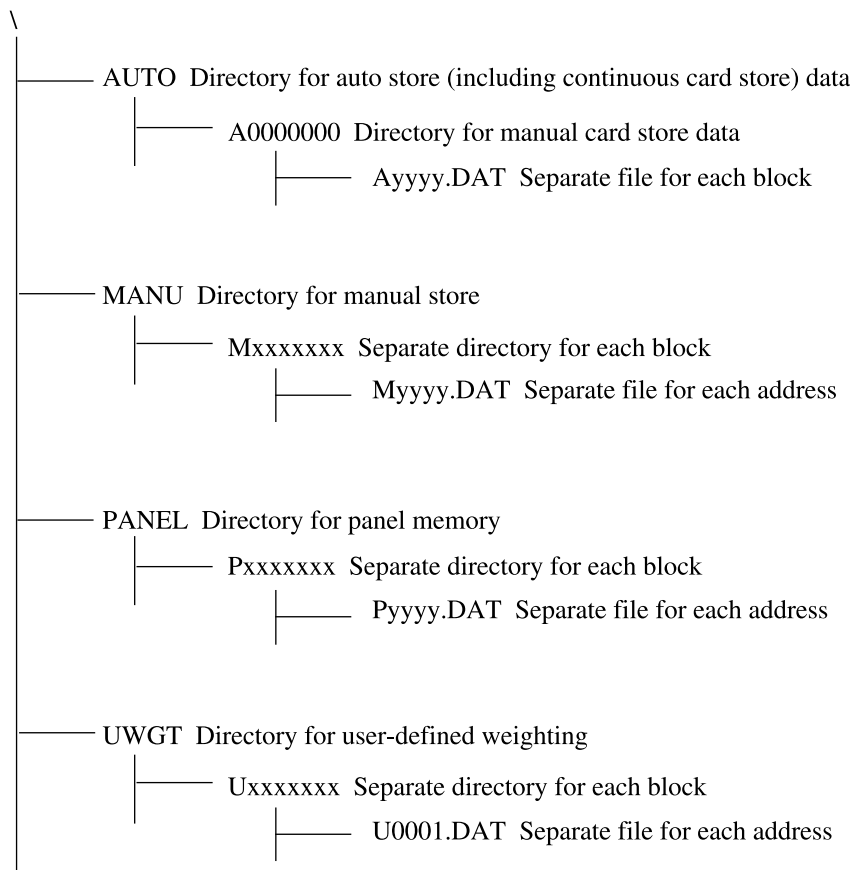 \
AUTO Directory for auto store (including continuous card store) data
A0000000 Directory for manual card store data
Ayyyy.DAT Separate file for each block
MANU Directory for manual store
Mxxxxxxx Separate directory for each block
Myyyy.DAT Separate file for each address
PANEL Directory for panel memory
Pxxxxxxx Separate directory for each block
Pyyyy.DAT Separate file for each address
UWGT Directory for user-defined weighting
Uxxxxxxx Separate directory for each block
U0001.DAT Separate file for each address